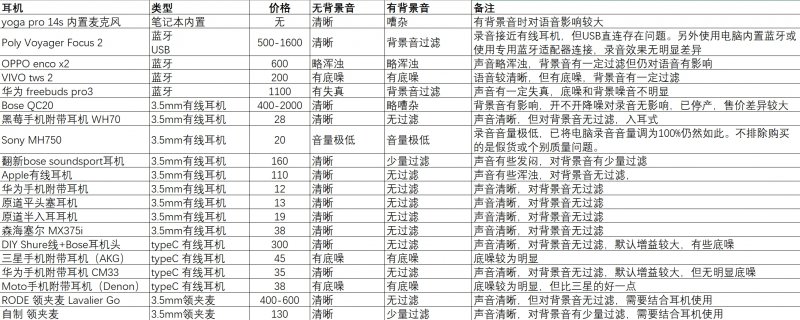 耳机 类型 价格 无背景音 有背景音 备注
yoga pro 14s 内置麦克风 笔记本内置 无 清晰 嘈杂 有背景音时对语音影响较大
Poly Voyager Focus 2 蓝牙 USB 500-1600 清晰 背景音过滤 录音接近有线耳机，但USB直连存在问题。另外使用电脑内置蓝牙或
使用专用蓝牙适配器连接，录音效果无明显差异
OPPO enco x2 蓝牙 600 略浑浊 略浑浊 声音略浑浊，背景音有一定过滤但仍对语音有影响
VIVO tws 2 蓝牙 200 有底噪 有底噪 语音较清晰，但有底噪，背景音有一定过滤
华为 freebuds pro3 蓝牙 1100 有失真 背景音过滤 声音有一定失真，底噪和背景噪音不明显
Bose QC20 3.5mm有线耳机 400-2000 清晰 略嘈杂 背景音有影响，开不开降噪对录音无影响，已停产，售价差异较大
黑莓手机附带耳机 WH70 3.5mm有线耳机 28 清晰 无过滤 声音清晰，但对背景音无过滤，入耳式
Sony MH750 3.5mm有线耳机 20 音量极低 音量极低 录音音量极低，已将电脑录音音量调为100%仍然如此。不排除购买
的是假货或个别质量问题。
翻新bose soundsport耳机 3.5mm有线耳机 160 清晰 少量过滤 声音有些发闷，对背景音有少量过滤
Apple有线耳机 3.5mm有线耳机 110 清晰 无过滤 声音有些浑浊，对背景音无过滤，
华为手机附带耳机 3.5mm有线耳机 12 清晰 无过滤 声音清晰，对背景音无过滤
原道平头塞耳机 3.5mm有线耳机 13 清晰 无过滤 声音清晰，对背景音无过滤
原道半入耳耳机 3.5mm有线耳机 19 清晰 无过滤 声音清晰，对背景音无过滤
森海塞尔 MX375i 3.5mm有线耳机 38 清晰 无过滤 声音清晰，对背景音无过滤
DIY Shure线+Bose耳机头 typeC 有线耳机 300 清晰 无过滤 声音清晰，对背景音无过滤，默认增益较大，有些底噪
三星手机附带耳机（AKG） typeC 有线耳机 45 有底噪 有底噪 底噪较为明显
华为手机附带耳机 CM33 typeC 有线耳机 35 清晰 无过滤 声音清晰，对背景音无过滤，默认增益较大，但无明显底噪
Moto手机附带耳机（Denon） typeC 有线耳机 38 有底噪 有底噪 底噪较为明显，但比三星的好一点
RODE 领夹麦 Lavalier Go 3.5mm领夹麦 400-600 清晰 无过滤 声音清晰，但对背景音无过滤，需要结合耳机使用
自制 领夹麦 3.5mm领夹麦 130 清晰 少量过滤 声音清晰，对背景音有少量过滤，需要结合耳机使用